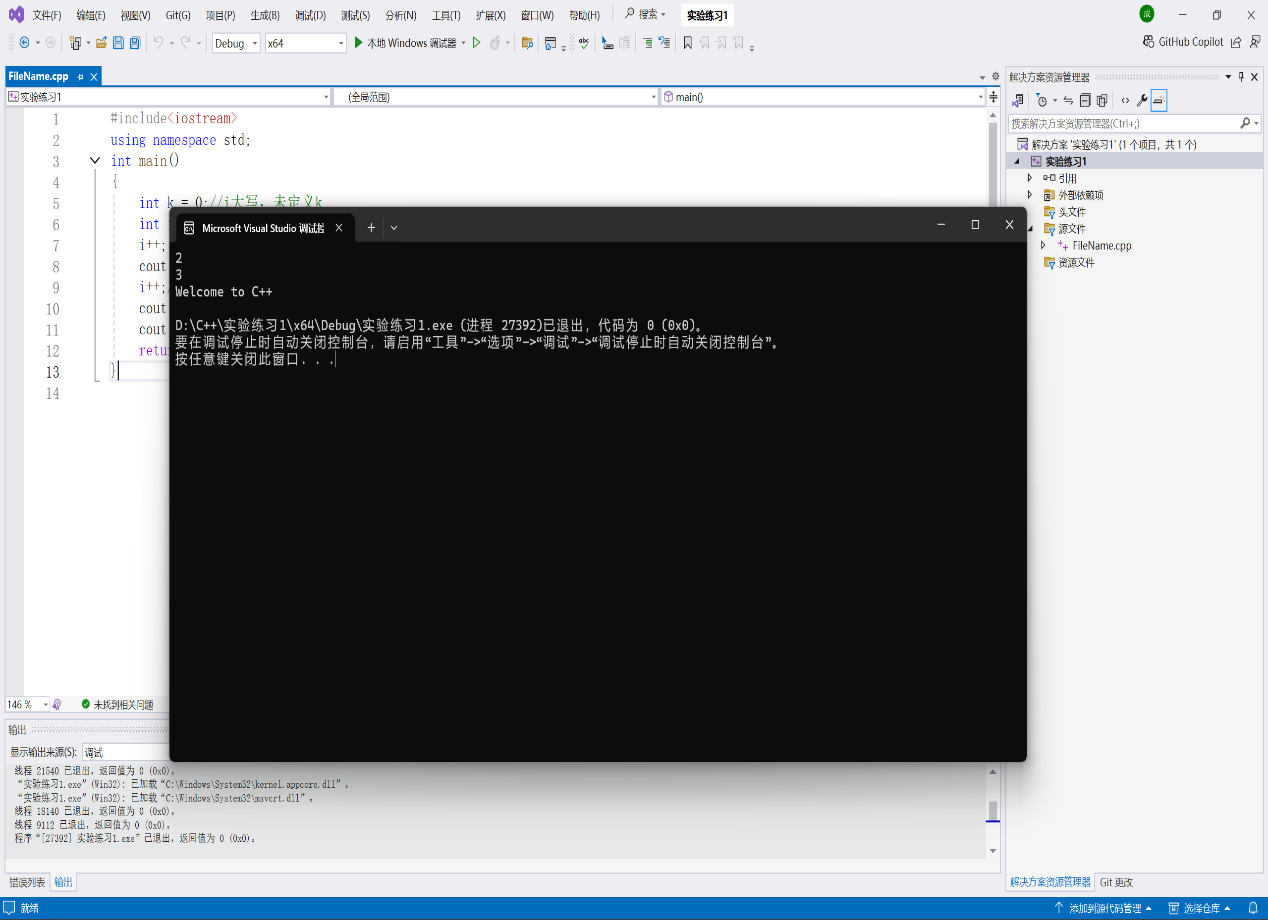 文件(F) 编辑(E) 视图(V) Git(G) 项目(P) 生成(B) 调试(D) 测试(S) 分析(N) 工具(T) 扩展(X) 窗口(W) 帮助(H) 搜索 实验练习1 成
Debug x64 本地 Windows 调试器 abc GitHub Copilot
FileName.cpp
实验练习1 (全局范围) main()
1 #include<iostream>
2 using namespace std;
3 int main()
4 {
5 int k = 0;//i大写，未定义k
6 int
7 i++;
8 cout
9 i++;
10 cout
11 cout
12 retu
13 }
14
Microsoft Visual Studio 调试控
2
3
Welcome to C++
D:\C++\实验练习1\x64\Debug\实验练习1.exe (进程 27392)已退出，代码为 0 (0x0)。
要在调试停止时自动关闭控制台，请启用“工具”->“选项”->“调试”->“调试停止时自动关闭控制台”。
按任意键关闭此窗口. . .
解决方案资源管理器
搜索解决方案资源管理器(Ctrl+;)
解决方案 '实验练习1' (1 个项目，共 1 个)
实验练习1
引用
外部依赖项
头文件
源文件
FileName.cpp
资源文件
146 % 未找到相关问题
输出
显示输出来源(S): 调试
线程 21540 已退出，返回值为 0 (0x0)。
“实验练习1.exe”(Win32): 已加载“C:\Windows\System32\kernel.appcore.dll”。
“实验练习1.exe”(Win32): 已加载“C:\Windows\System32\msvcrt.dll”。
线程 18140 已退出，返回值为 0 (0x0)。
线程 9112 已退出，返回值为 0 (0x0)。
程序“[27392] 实验练习1.exe”已退出，返回值为 0 (0x0)。
错误列表 输出
解决方案资源管理器 Git 更改
就绪 添加到源代码管理 选择仓库